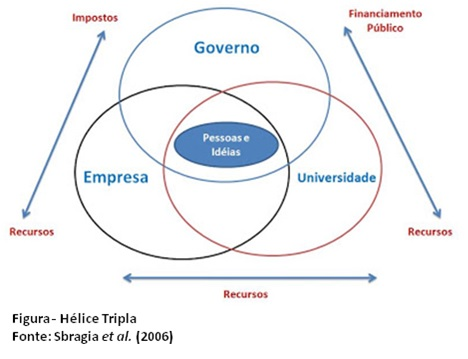 Impostos
Financiamento
Público
Governo
Pessoas e
Idéias
Empresa
Universidade
Recursos
Recursos
Recursos
Figura- Hélice Tripla
Fonte: Sbragia et al. (2006)